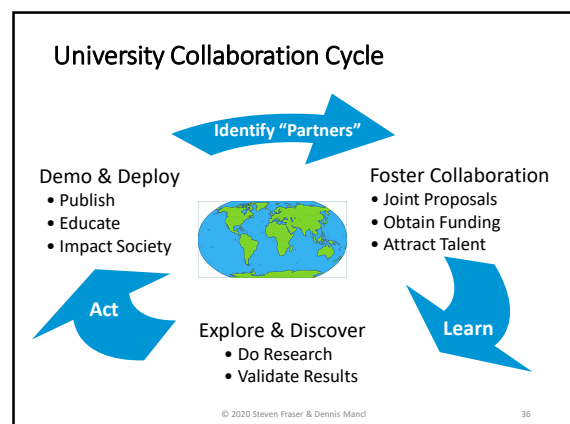 University Collaboration Cycle
Identify “Partners”
Demo & Deploy
• Publish
• Educate
• Impact Society
Foster Collaboration
• Joint Proposals
• Obtain Funding
• Attract Talent
Act
Learn
Explore & Discover
• Do Research
• Validate Results
© 2020 Steven Fraser & Dennis Mancl
36